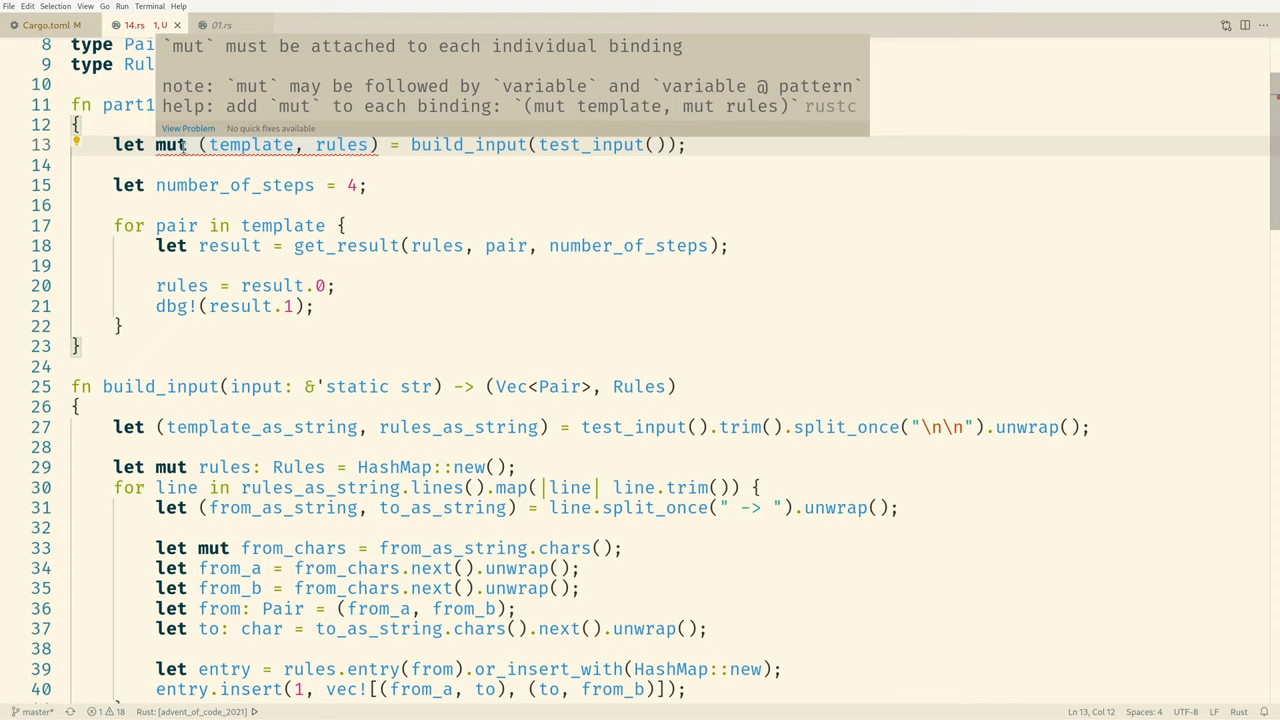 File Edit Selection View Go Run Terminal Help
Cargo.toml M 14.rs 1, U 01.rs
8 type Pai
9 type Rul
10
11 fn part1
12 {
`mut` must be attached to each individual binding
note: `mut` may be followed by `variable` and `variable @ pattern`
help: add `mut` to each binding: `(mut template, mut rules)` rustc
View Problem No quick fixes available
13 let mut (template, rules) = build_input(test_input());
14
15 let number_of_steps = 4;
16
17 for pair in template {
18 let result = get_result(rules, pair, number_of_steps);
19
20 rules = result.0;
21 dbg!(result.1);
22 }
23 }
24
25 fn build_input(input: &'static str) -> (Vec<Pair>, Rules)
26 {
27 let (template_as_string, rules_as_string) = test_input().trim().split_once("\n\n").unwrap();
28
29 let mut rules: Rules = HashMap::new();
30 for line in rules_as_string.lines().map(|line| line.trim()) {
31 let (from_as_string, to_as_string) = line.split_once(" -> ").unwrap();
32
33 let mut from_chars = from_as_string.chars();
34 let from_a = from_chars.next().unwrap();
35 let from_b = from_chars.next().unwrap();
36 let from: Pair = (from_a, from_b);
37 let to: char = to_as_string.chars().next().unwrap();
38
39 let entry = rules.entry(from).or_insert_with(HashMap::new);
40 entry.insert(1, vec![(from_a, to), (to, from_b)]);
master* 1 18 Rust: [advent_of_code_2021] Ln 13, Col 12 Spaces: 4 UTF-8 LF Rust